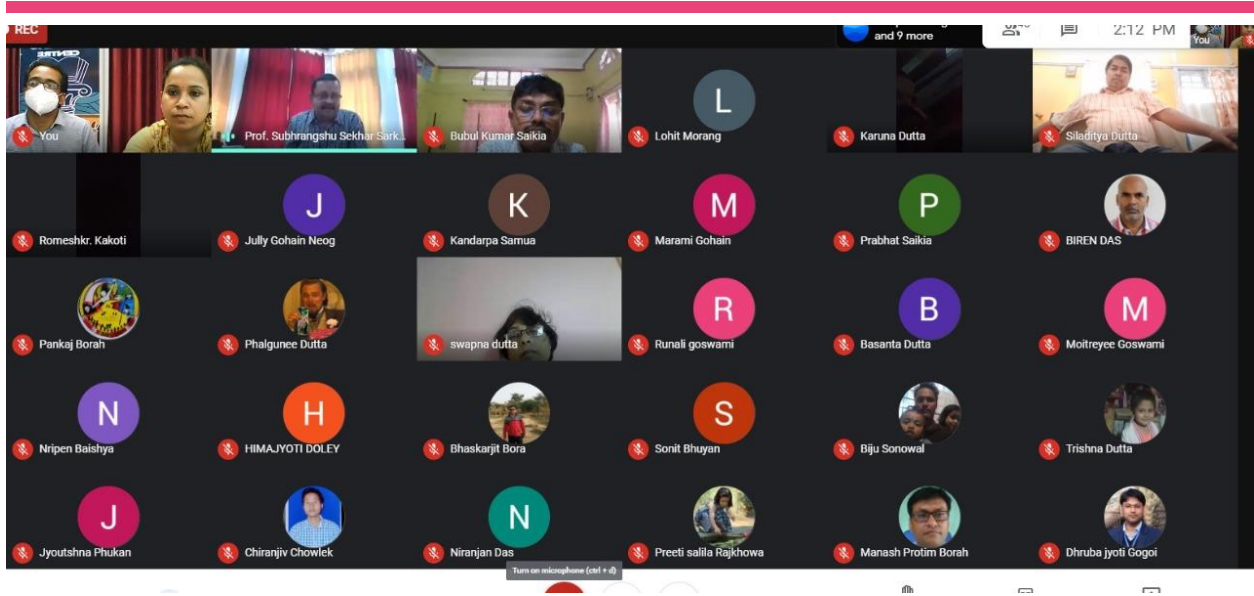 REC
and 9 more
2:12 PM
You
CENTRE
You
Prof. Subhrangshu Sekhar Sark...
Bubul Kumar Saikia
L
Lohit Morang
Karuna Dutta
Siladitya Dutta
Romeshkr. Kakoti
J
Jully Gohain Neog
K
Kandarpa Samua
M
Marami Gohain
P
Prabhat Saikia
BIREN DAS
Pankaj Borah
Phalgunee Dutta
swapna dutta
R
Runali goswami
B
Basanta Dutta
M
Moitreyee Goswami
N
Nripen Baishya
H
HIMAJYOTI DOLEY
Bhaskarjit Bora
S
Sonit Bhuyan
Biju Sonowal
Trishna Dutta
J
Jyoutshna Phukan
Chiranjiv Chowlek
N
Niranjan Das
Preeti salila Rajkhowa
Manash Protim Borah
Dhruba jyoti Gogoi
Turn on microphone (ctrl + d)